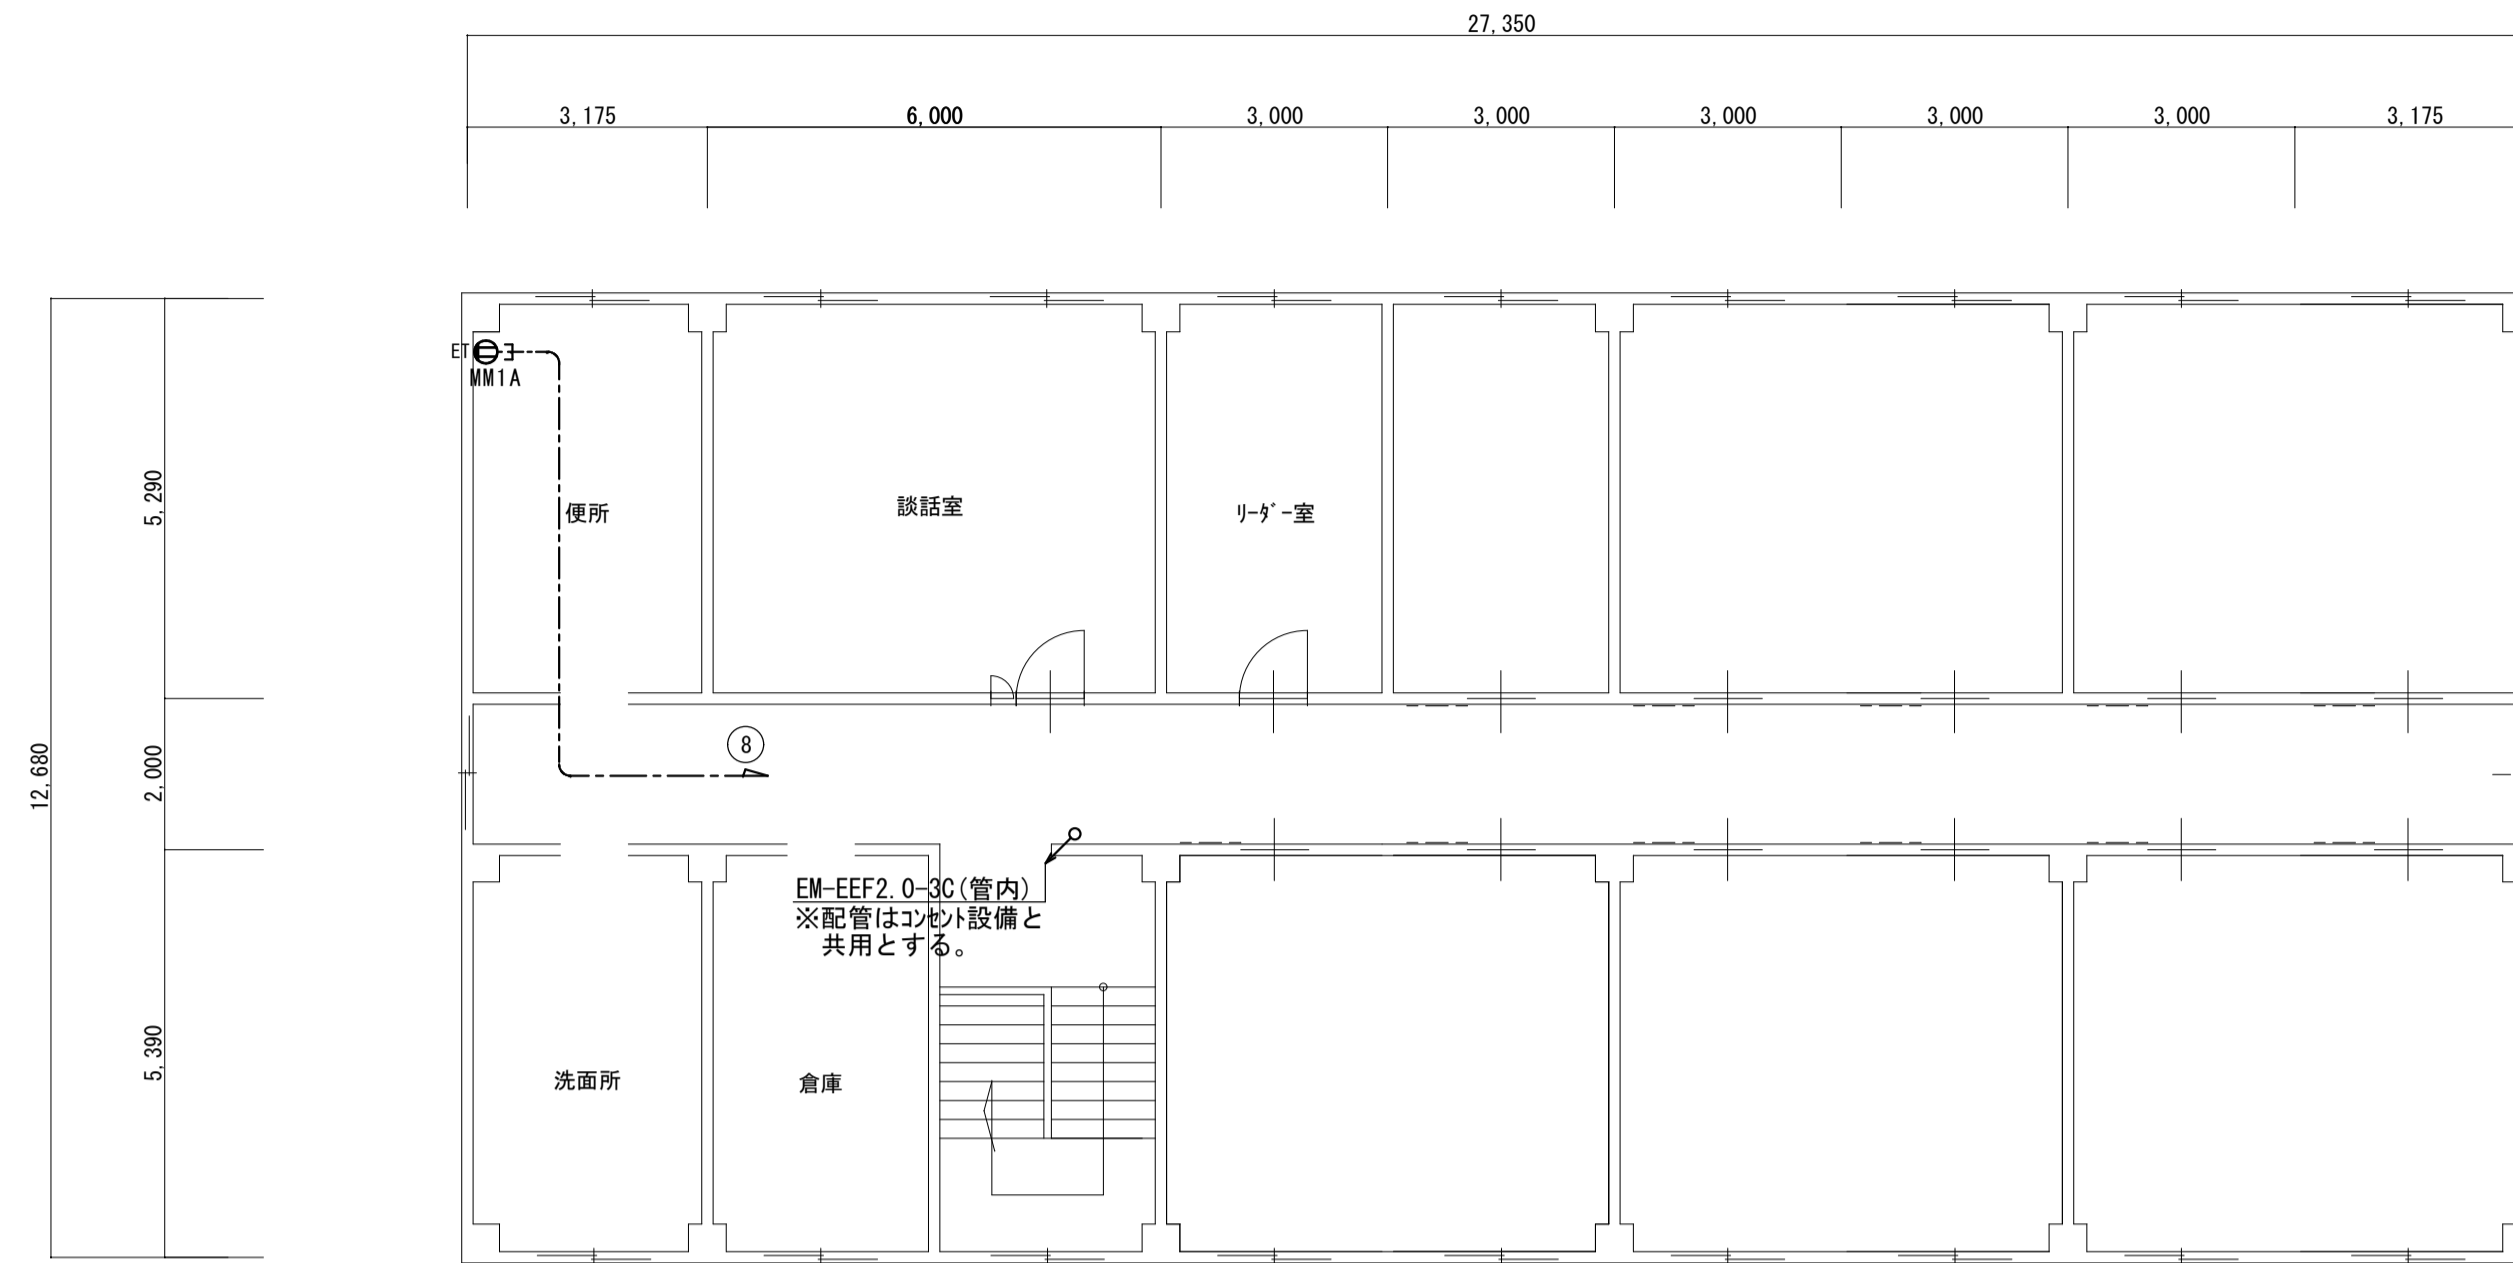 27,350
3,175
6,000
3,000
3,000
3,000
3,000
3,000
3,175
ET
MM1A
5,290
便所
談話室
ﾘｰﾀﾞｰ室
12,680
2,000
8
EM-EEF2.0-3C(管内)
※配管はｺﾝｾﾝﾄ設備と
共用とする。
5,390
洗面所
倉庫